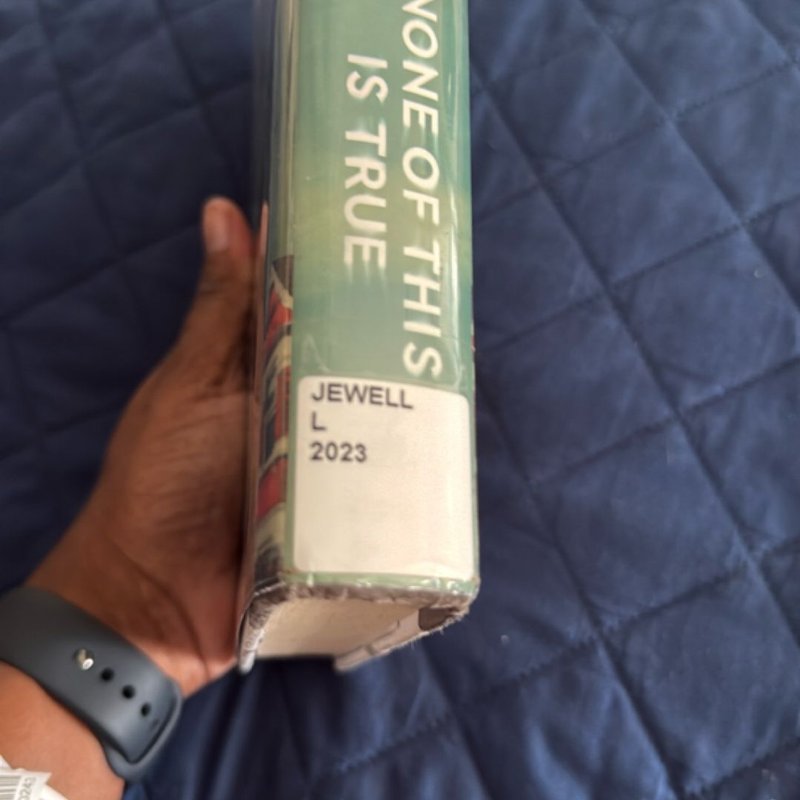 NONE OF THIS
IS TRUE
JEWELL
L
2023